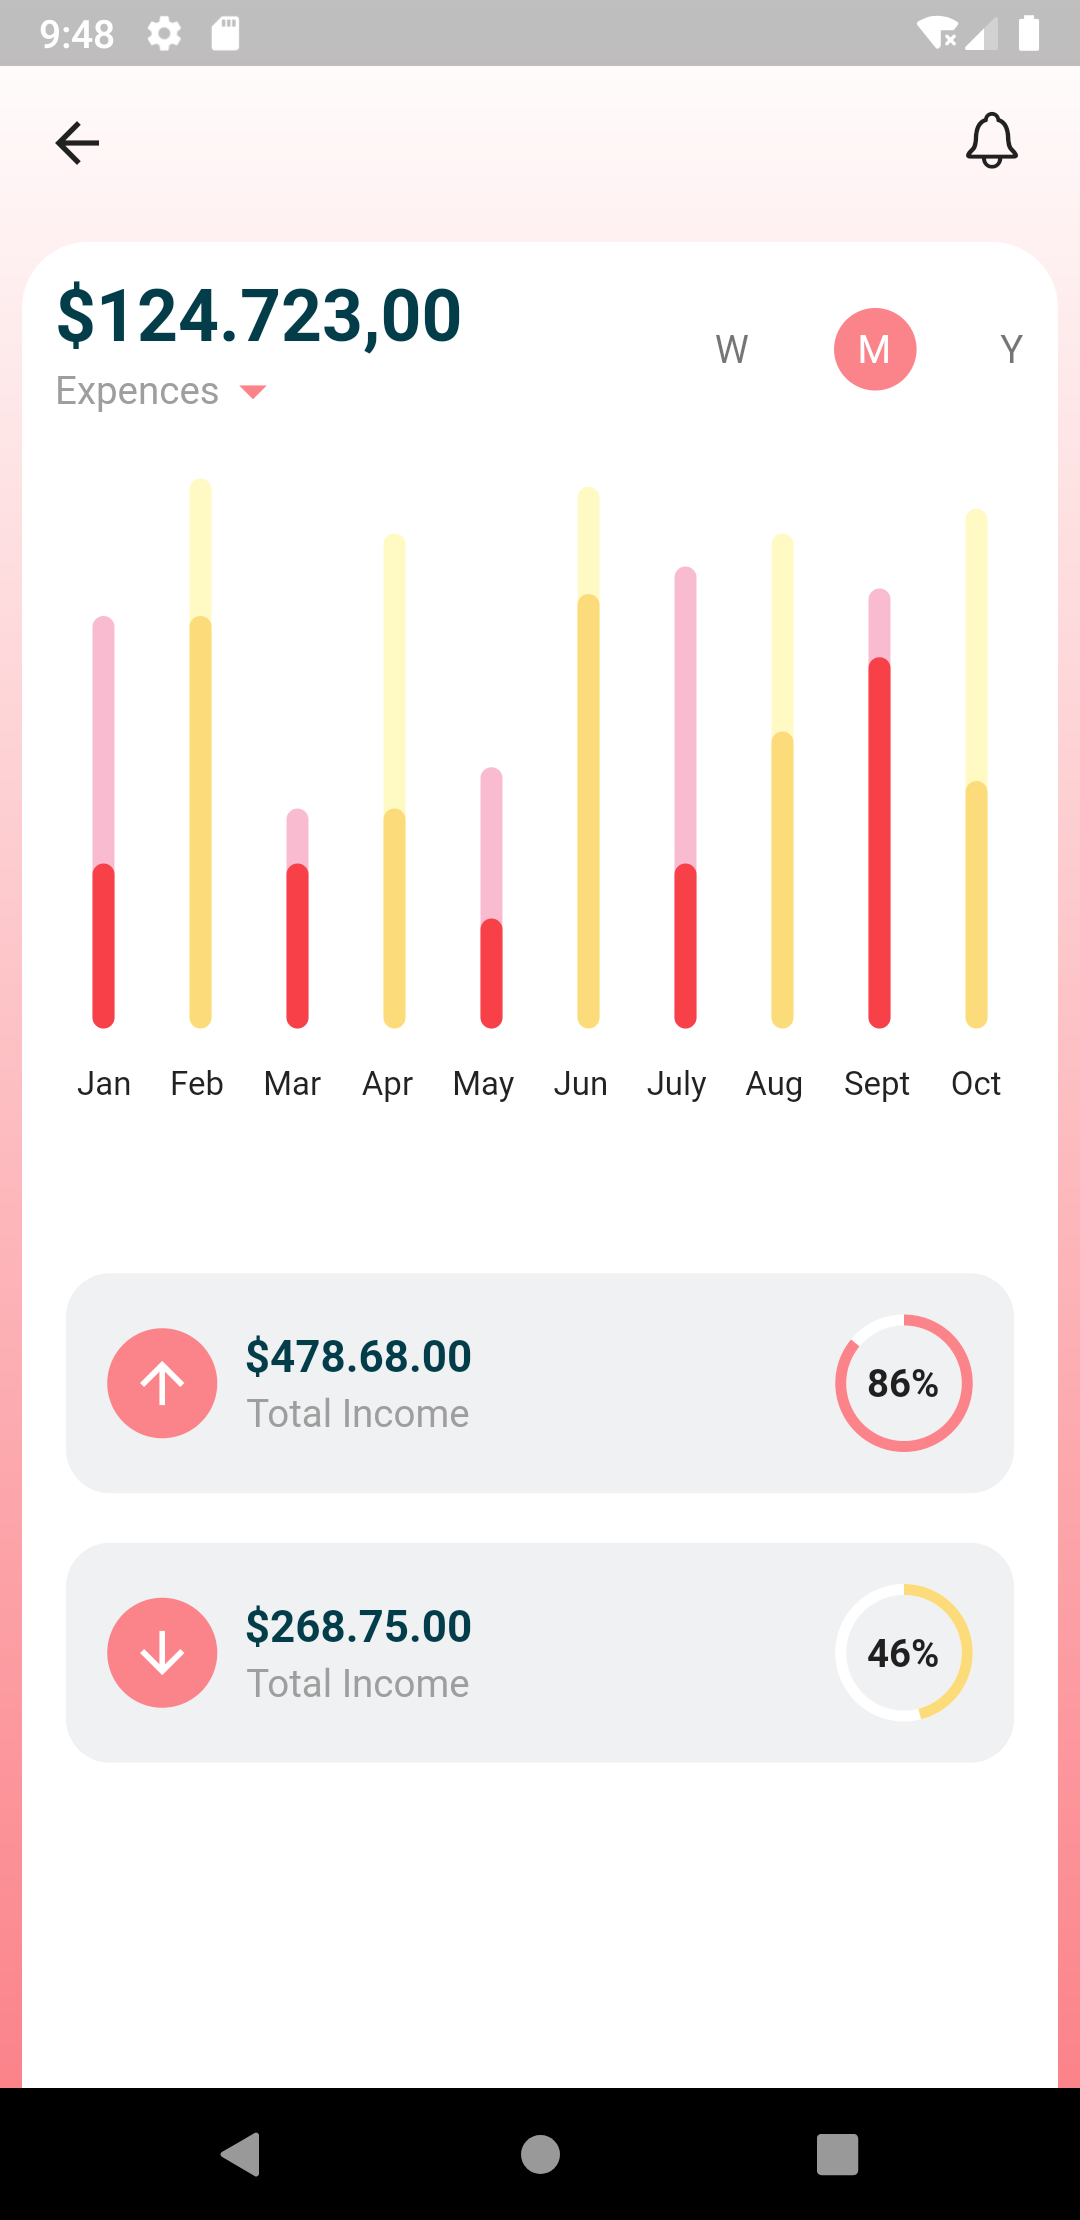 9:48
$124.723,00
Expences
W M Y
Jan Feb Mar Apr May Jun July Aug Sept Oct
$478.68.00
Total Income
86%
$268.75.00
Total Income
46%